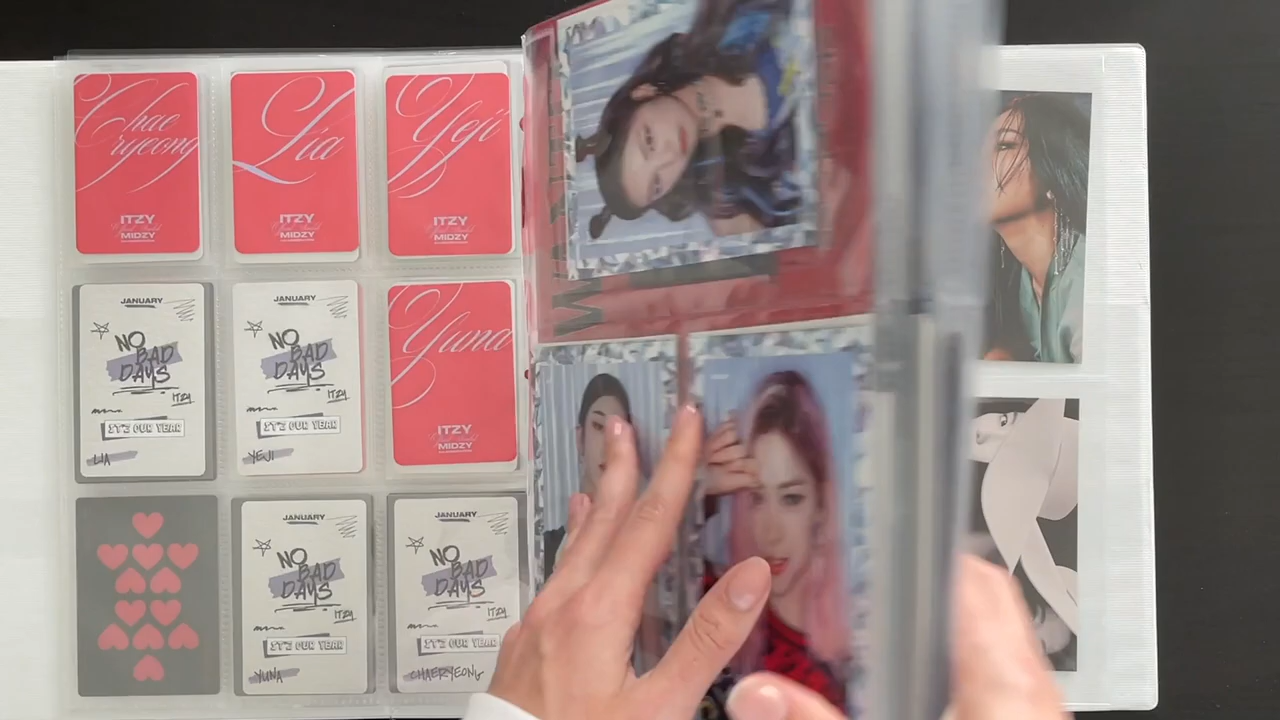 Chae
ryeong
ITZY
MIDZY
Lia
ITZY
MIDZY
Yeji
ITZY
MIDZY
JANUARY
NO
BAD
DAYS
ITZY
IT'Z OUR YEAR
LIA
JANUARY
NO
BAD
DAYS
ITZY
IT'Z OUR YEAR
YEJI
Yuna
ITZY
MIDZY
JANUARY
NO
BAD
DAYS
ITZY
IT'Z OUR YEAR
YUNA
JANUARY
NO
BAD
DAYS
ITZY
IT'Z OUR YEAR
CHAERYEONG